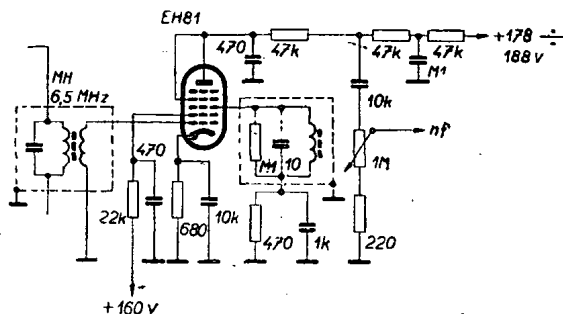 EH81
470
47k
47k
47k
+178 ÷
188 v
M1
MH
6,5 MHz
10k
nf
1M
470
M1
10
22k
680
10k
470
1k
220
+160 v